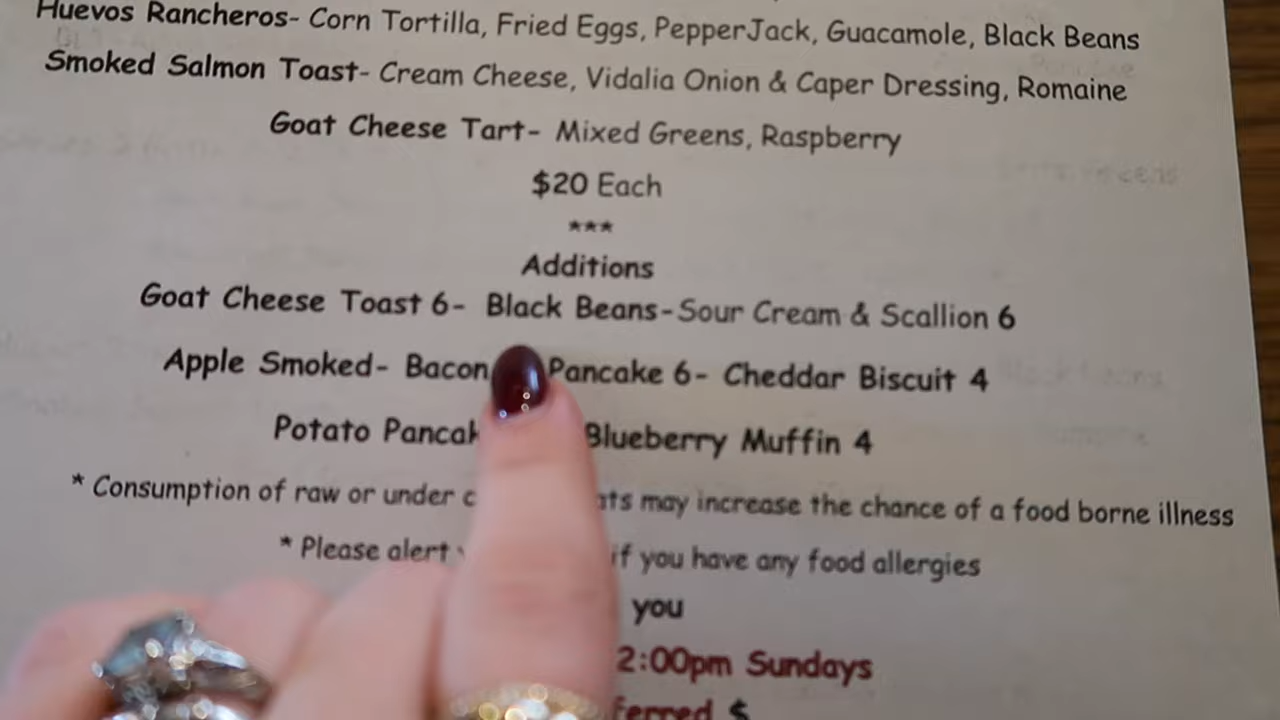 Huevos Rancheros- Corn Tortilla, Fried Eggs, PepperJack, Guacamole, Black Beans
Smoked Salmon Toast- Cream Cheese, Vidalia Onion & Caper Dressing, Romaine
Goat Cheese Tart- Mixed Greens, Raspberry
$20 Each
***
Additions
Goat Cheese Toast 6- Black Beans-Sour Cream & Scallion 6
Apple Smoked- Bacon Pancake 6- Cheddar Biscuit 4
Potato Blueberry Muffin 4
* Consumption of raw or under may increase the chance of a food borne illness
* Please alert if you have any food allergies
you
2:00pm Sundays
$